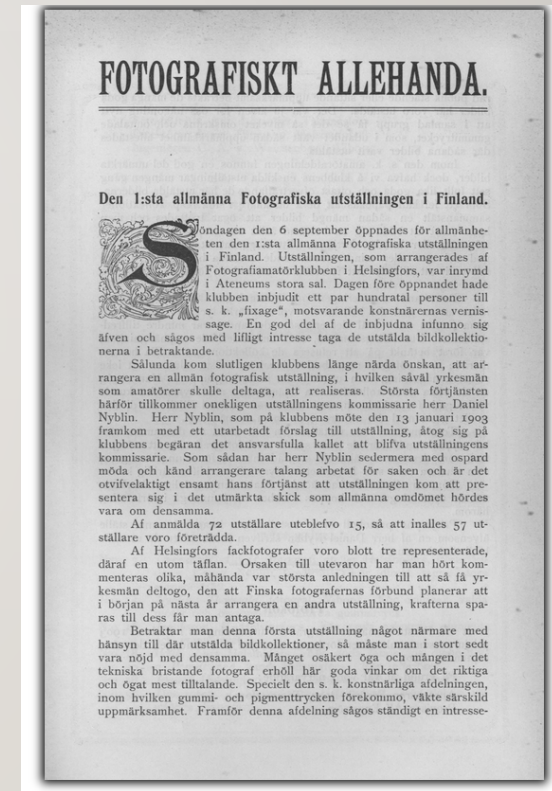 FOTOGRAFISKT ALLEHANDA.
Den 1:sta allmänna Fotografiska utställningen i Finland.
Söndagen den 6 september öppnades för allmänhe-
ten den 1:sta allmänna Fotografiska utställningen
i Finland. Utställningen, som arrangerades af
Fotografiamatörklubben i Helsingfors, var inrymd
i Ateneums stora sal. Dagen före öppnandet hade
klubben inbjudit ett par hundratal personer till
s. k. „fixage“, motsvarande konstnärernas vernis-
sage. En god del af de inbjudna infunno sig
äfven och sågos med lifligt intresse taga de utstälda bildkollektio-
nerna i betraktande.
Sålunda kom slutligen klubbens länge närda önskan, att ar-
rangera en allmän fotografisk utställning, i hvilken såväl yrkesmän
som amatörer skulle deltaga, att realiseras. Största förtjänsten
härför tillkommer onekligen utställningens kommissarie herr Daniel
Nyblin. Herr Nyblin, som på klubbens möte den 13 januari 1903
framkom med ett utarbetadt förslag till utställning, åtog sig på
klubbens begäran det ansvarsfulla kallet att blifva utställningens
kommissarie. Som sådan har herr Nyblin sedermera med ospard
möda och känd arrangerare talang arbetat för saken och är det
otvifvelaktigt ensamt hans förtjänst att utställningen kom att pre-
sentera sig i det utmärkta skick som allmänna omdömet hördes
vara om densamma.
Af anmälda 72 utställare uteblefvo 15, så att inalles 57 ut-
ställare voro företrädda.
Af Helsingfors fackfotografer voro blott tre representerade,
däraf en utom täflan. Orsaken till utevaron har man hört kom-
menteras olika, måhända var största anledningen till att så få yr-
kesmän deltogo, den att Finska fotografernas förbund planerar att
i början på nästa år arrangera en andra utställning, krafterna spa-
ras till dess får man antaga.
Betraktar man denna första utställning något närmare med
hänsyn till där utstälda bildkollektioner, så måste man i stort sedt
vara nöjd med densamma. Månget osäkert öga och mången i det
tekniska bristande fotograf erhöll här goda vinkar om det riktiga
och ögat mest tilltalande. Specielt den s. k. konstnärliga afdelningen,
inom hvilken gummi- och pigmenttrycken förekommo, väkte särskild
uppmärksamhet. Framför denna afdelning sågos ständigt en intresse-